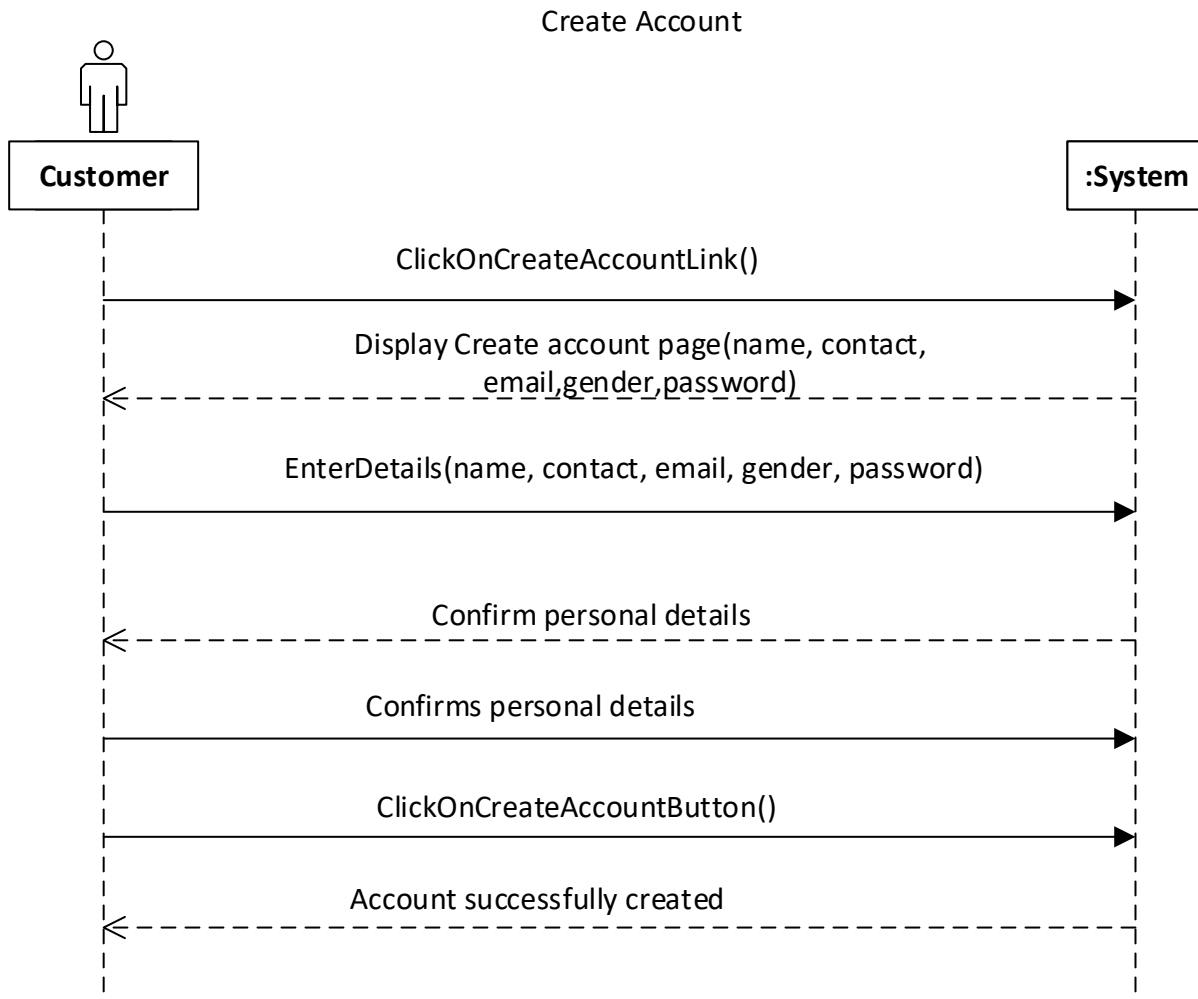 Create Account
Customer
:System
ClickOnCreateAccountLink()
Display Create account page(name, contact,
email,gender,password)
EnterDetails(name, contact, email, gender, password)
Confirm personal details
Confirms personal details
ClickOnCreateAccountButton()
Account successfully created